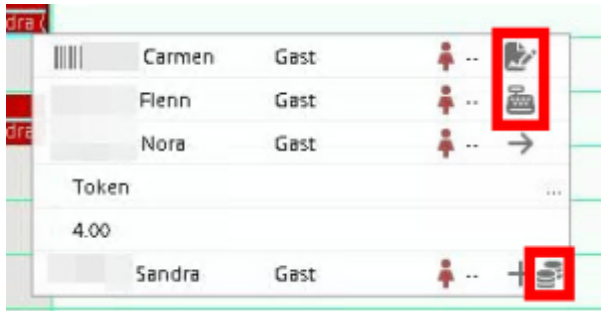 dra (
Carmen Gast --
Flenn Gast --
dra
Nora Gast --
Token ...
4.00
Sandra Gast --